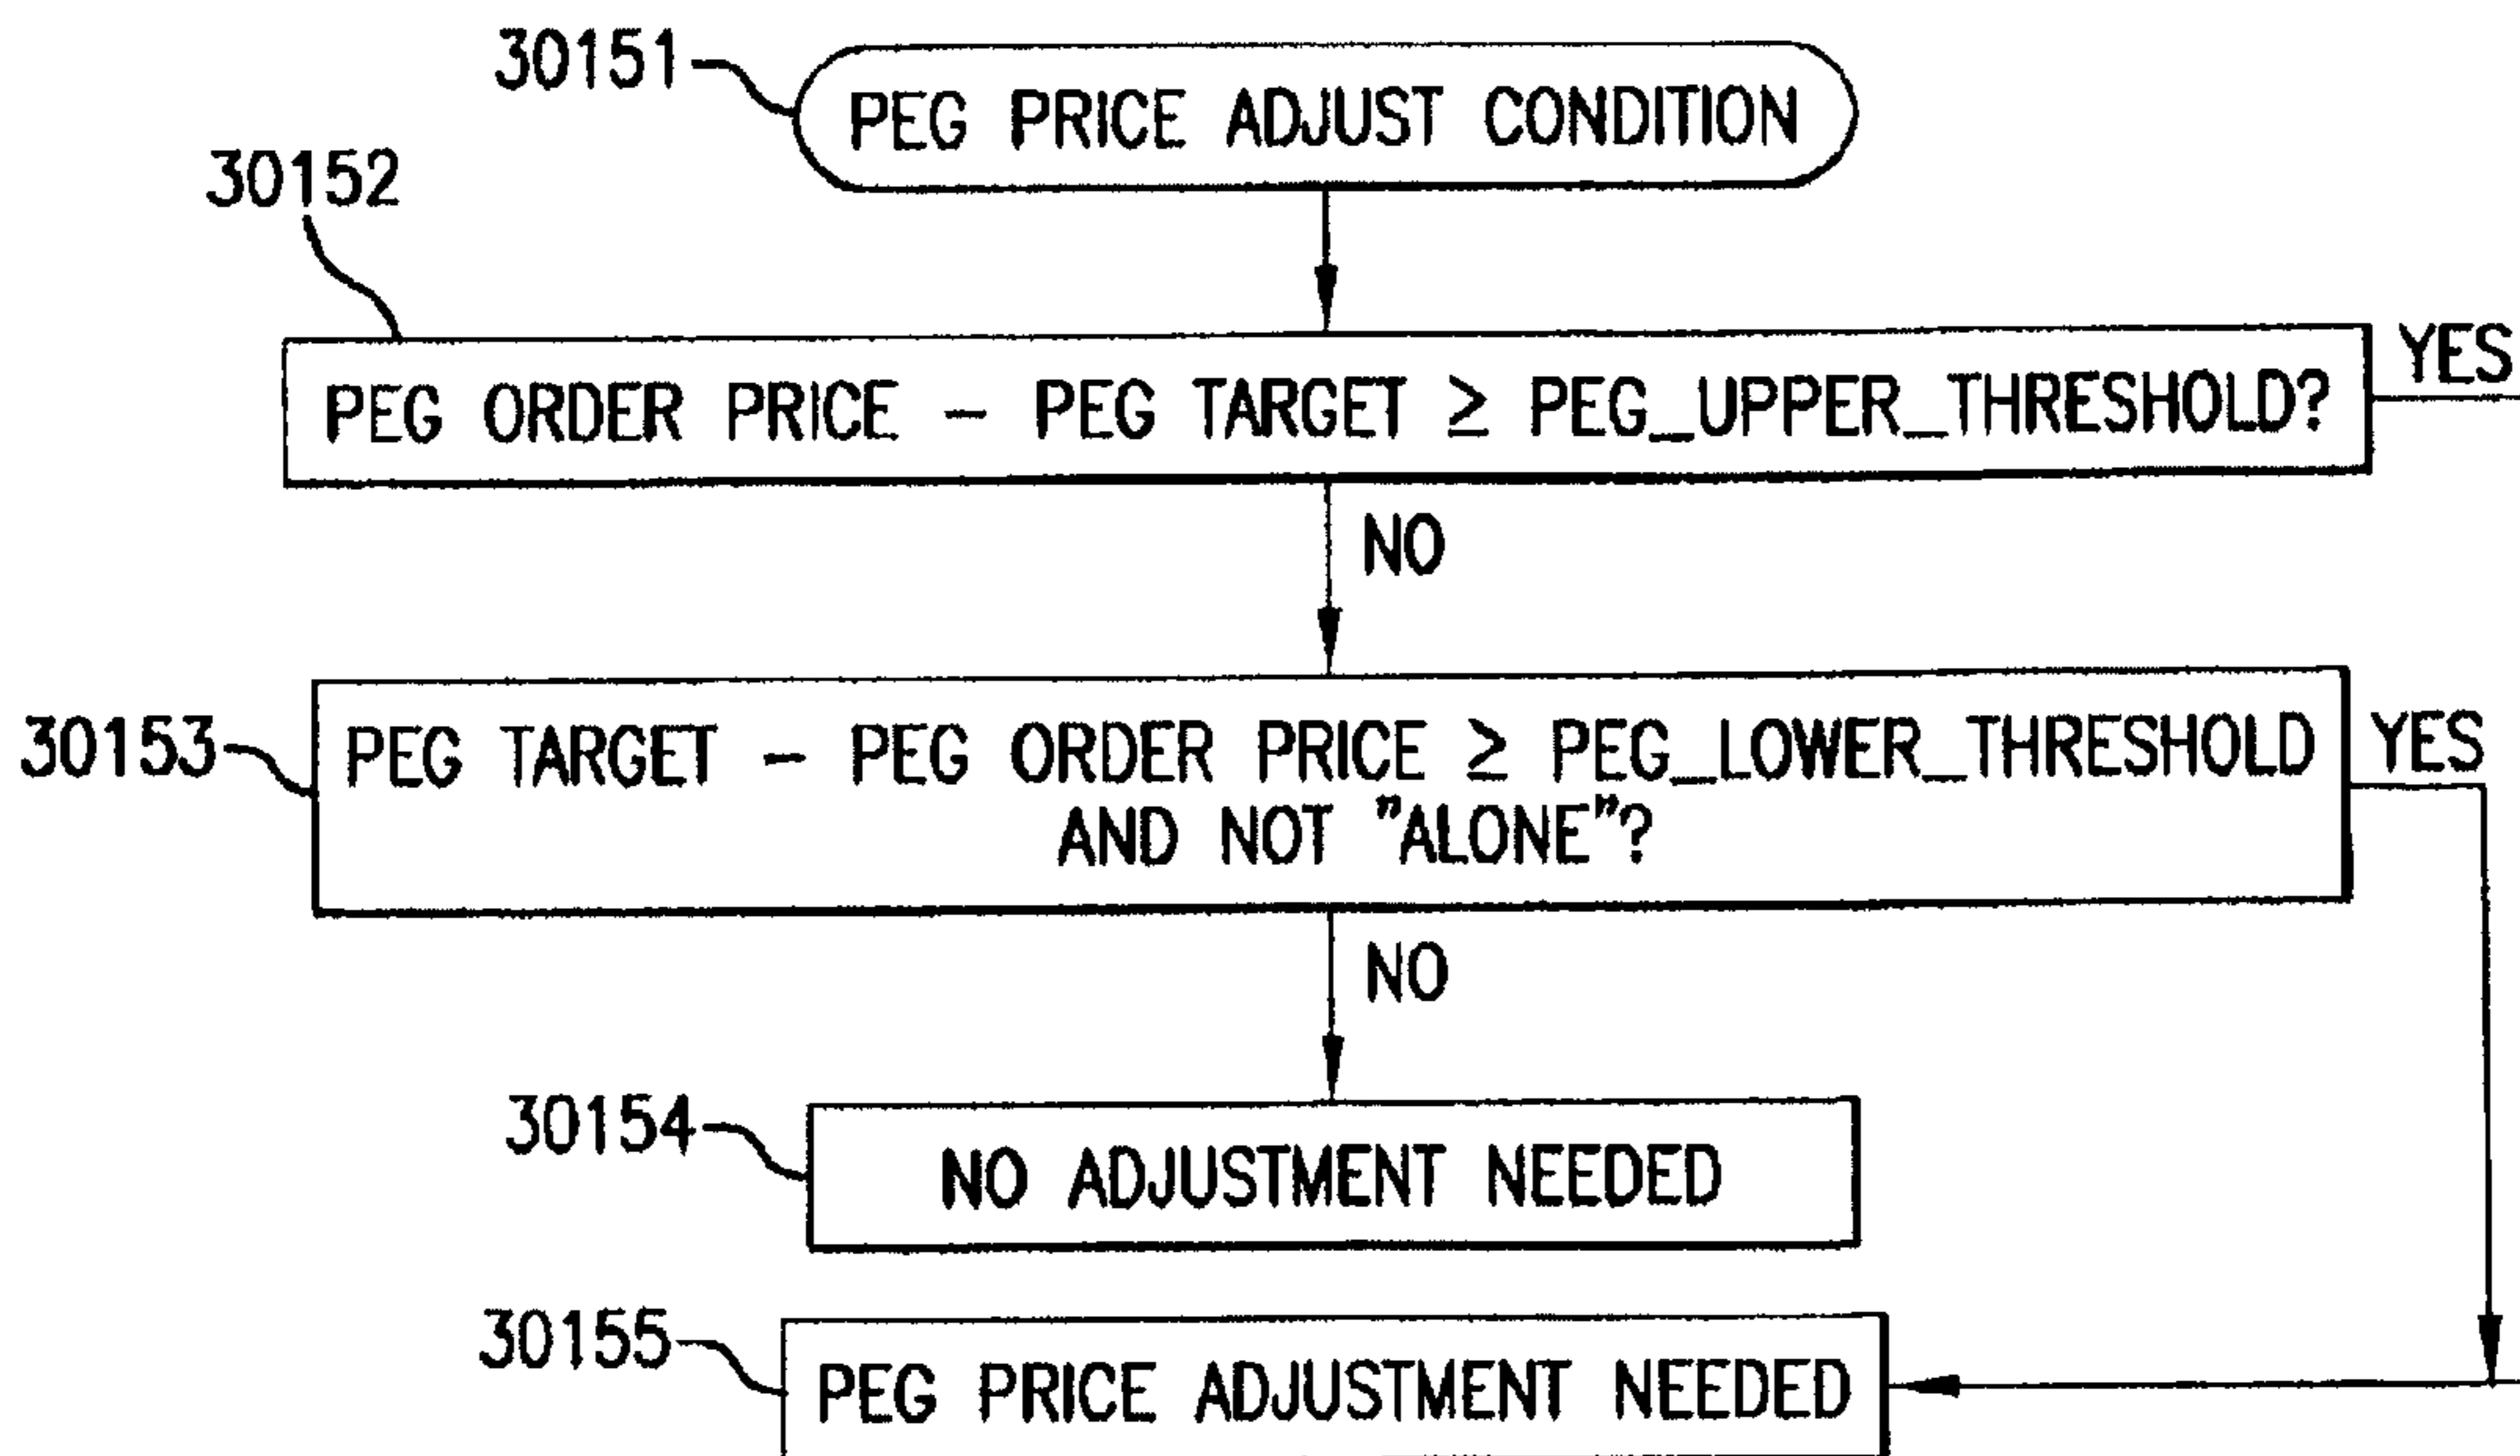 30151
PEG PRICE ADJUST CONDITION
30152
PEG ORDER PRICE - PEG TARGET ≥ PEG_UPPER_THRESHOLD?
YES
NO
30153
PEG TARGET - PEG ORDER PRICE ≥ PEG_LOWER_THRESHOLD
AND NOT "ALONE"?
YES
NO
30154
NO ADJUSTMENT NEEDED
30155
PEG PRICE ADJUSTMENT NEEDED